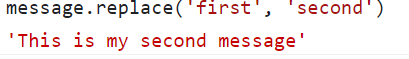 message.replace('first', 'second')
'This is my second message'